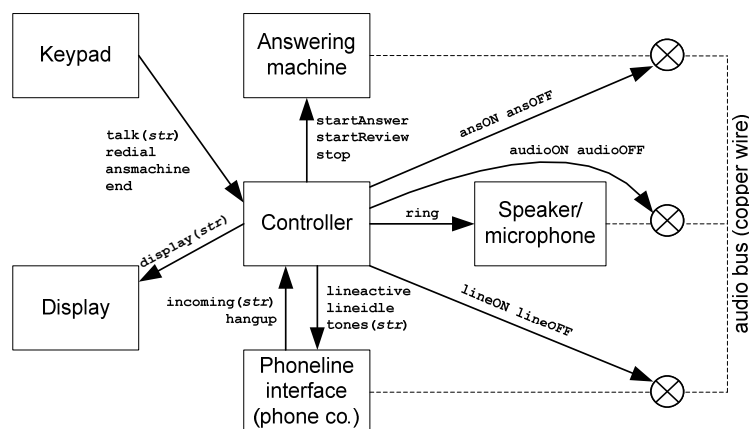 Keypad
Answering
machine
talk(str)
redial
ansmachine
end
startAnswer
startReview
stop
ansON ansOFF
audioON audioOFF
Controller
ring
Speaker/
microphone
display(str)
Display
incoming(str)
hangup
lineactive
lineidle
tones(str)
lineON lineOFF
Phoneline
interface
(phone co.)
audio bus (copper wire)